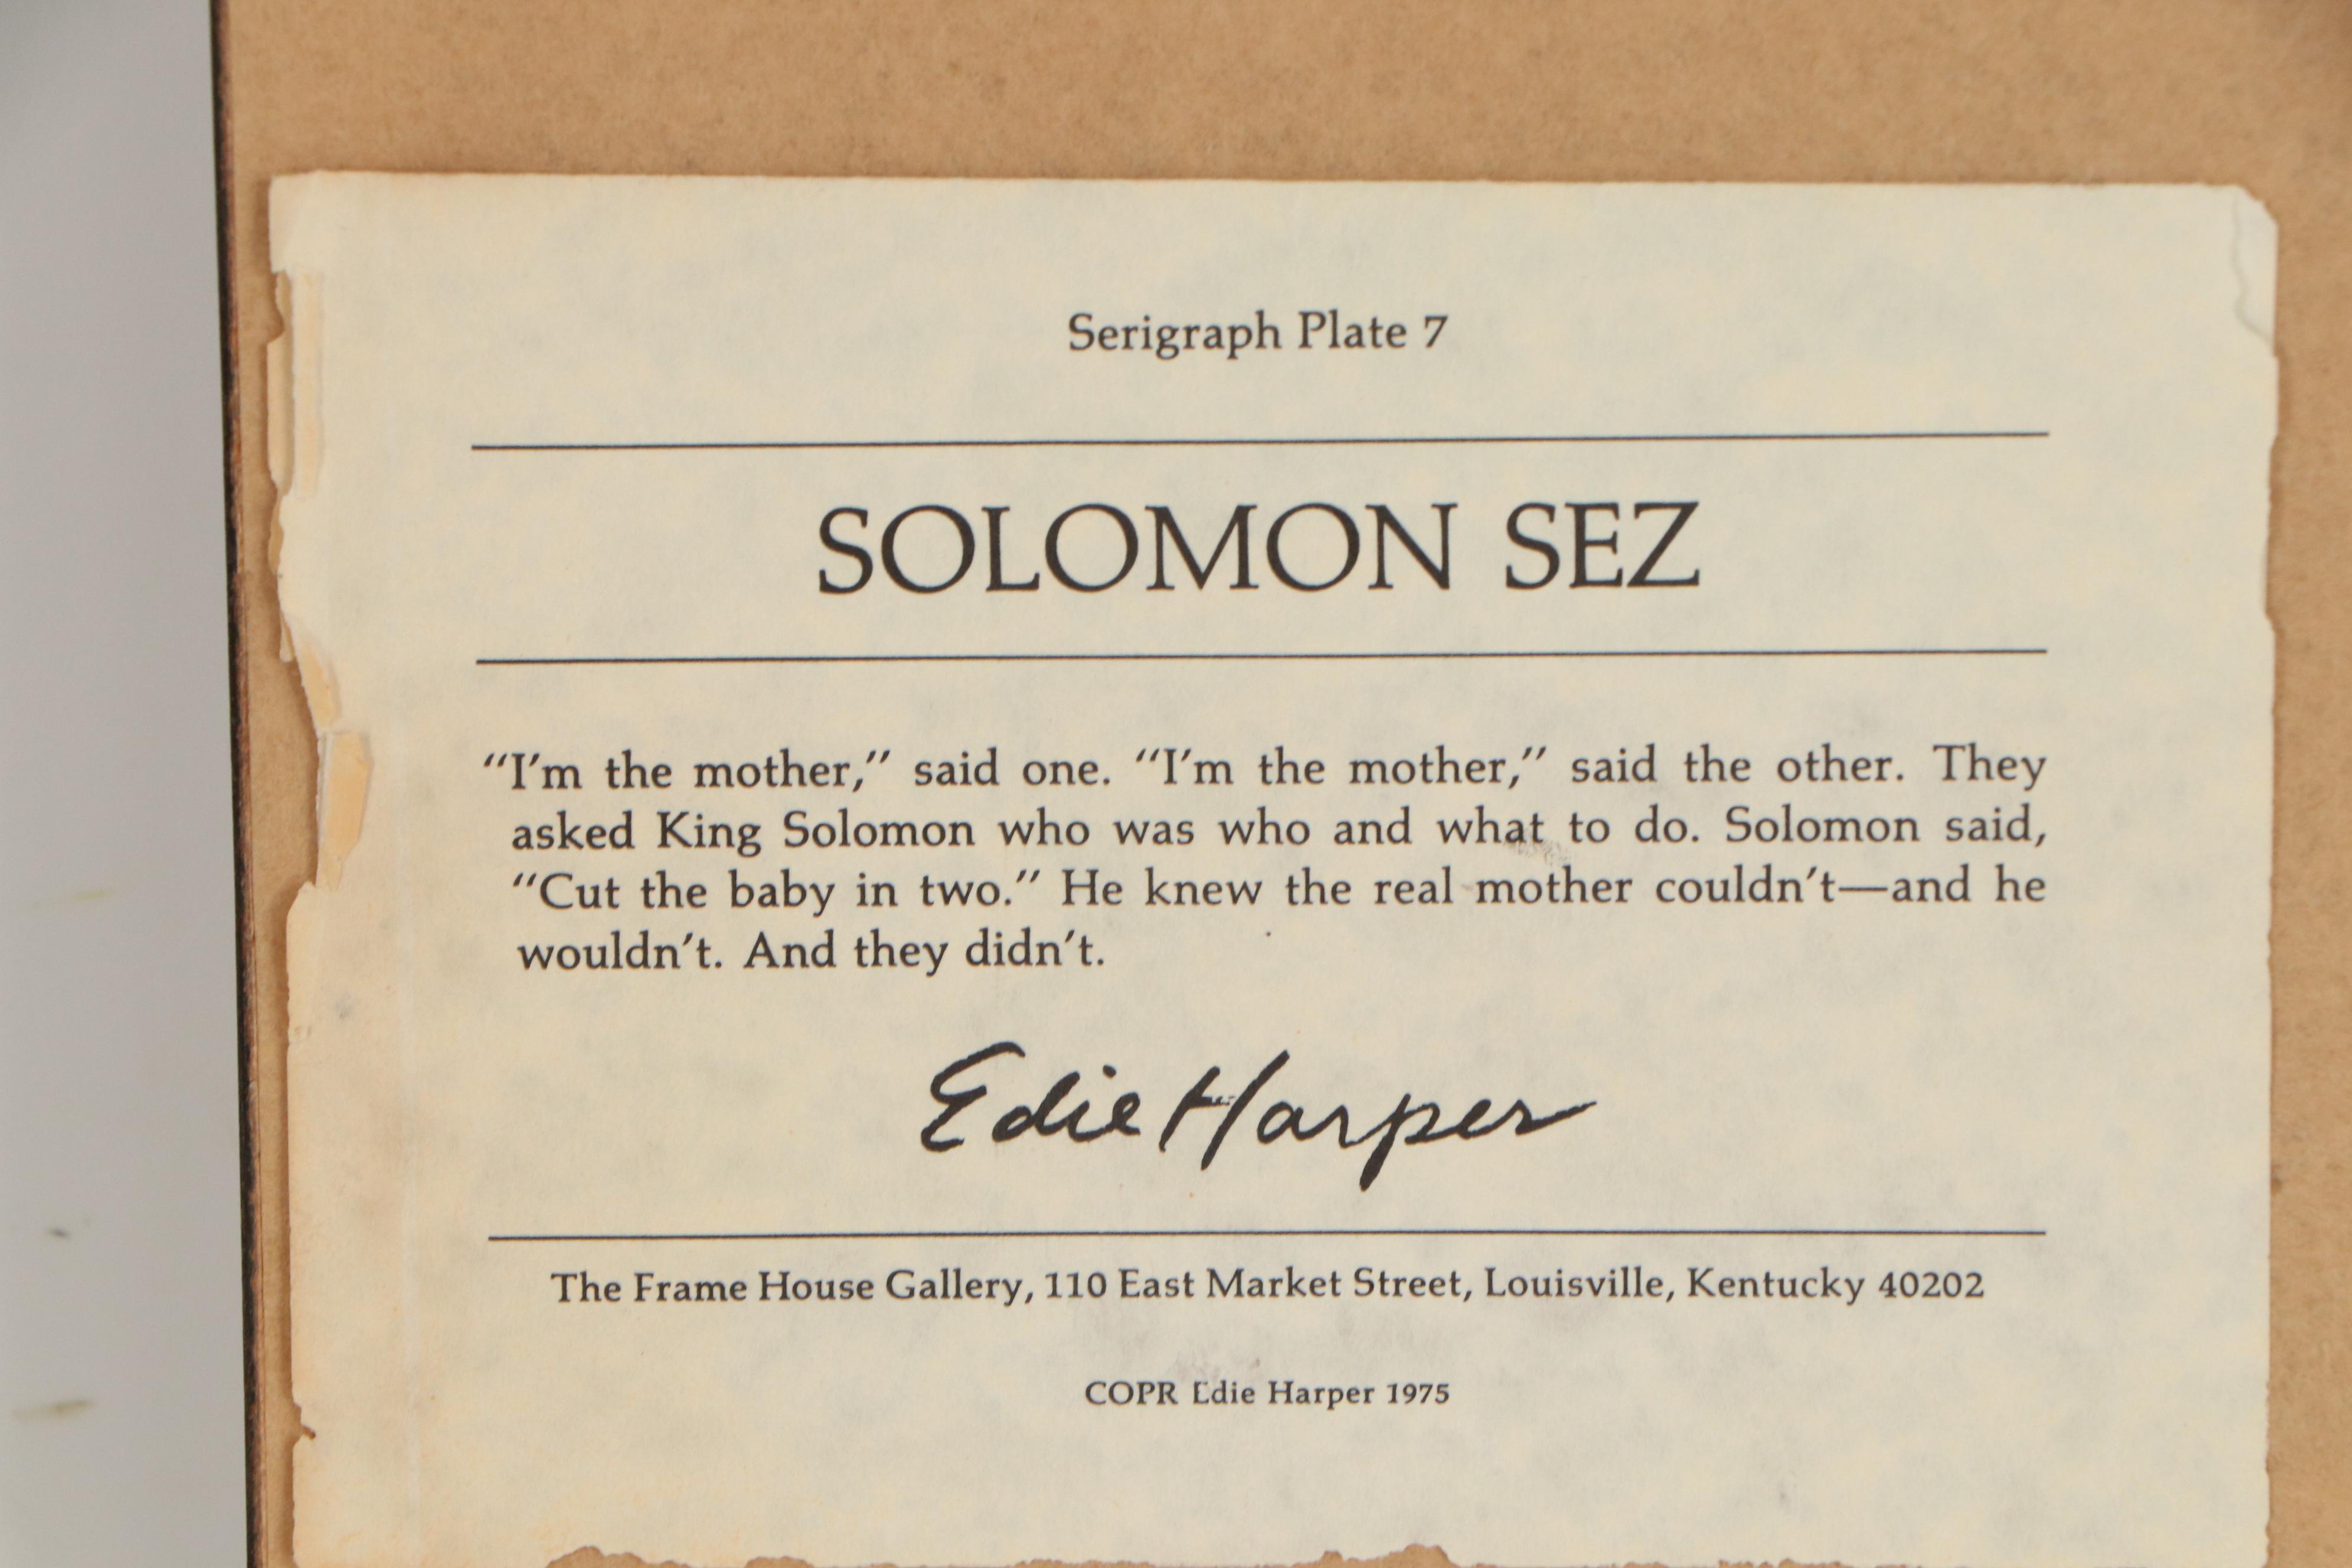 Serigraph Plate 7
SOLOMON SEZ
“I’m the mother,” said one. “I’m the mother,” said the other. They
asked King Solomon who was who and what to do. Solomon said,
“Cut the baby in two.” He knew the real mother couldn’t—and he
wouldn’t. And they didn’t.
Edie Harper
The Frame House Gallery, 110 East Market Street, Louisville, Kentucky 40202
COPR Edie Harper 1975